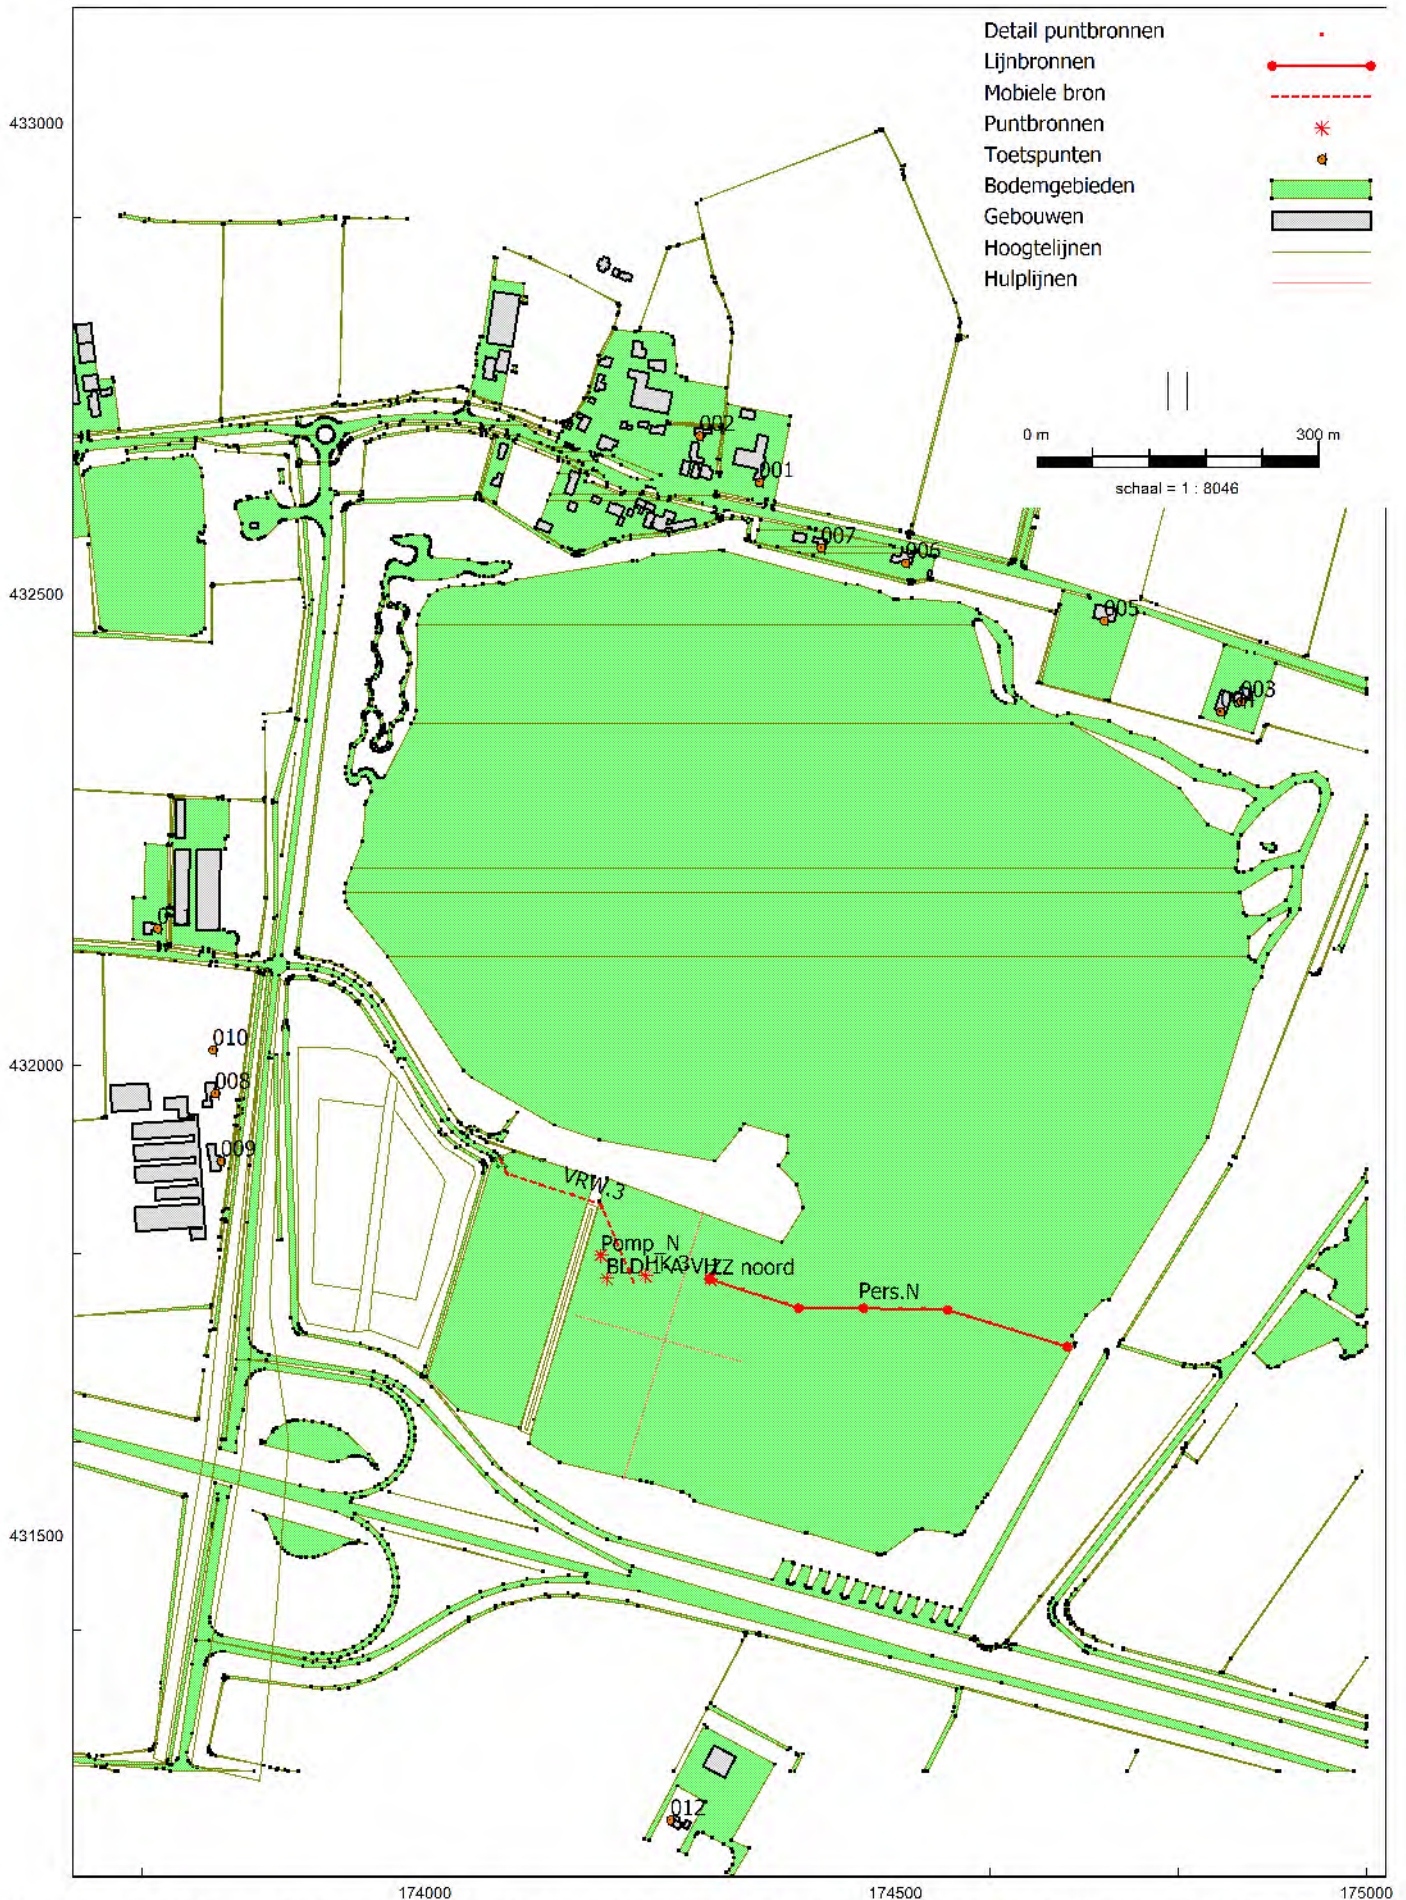 Detail puntbronnen
Lijnbronnen
Mobiele bron
Puntbronnen
Toetspunten
Bodemgebieden
Gebouwen
Hoogtelijnen
Hulplijnen
433000
0 m 300 m
schaal = 1 : 8046
002
001
007
006
432500
005
003
010
432000
008
009
VRW.3
Pomp_N
noord
Pers.N
431500
012
174000 174500 175000